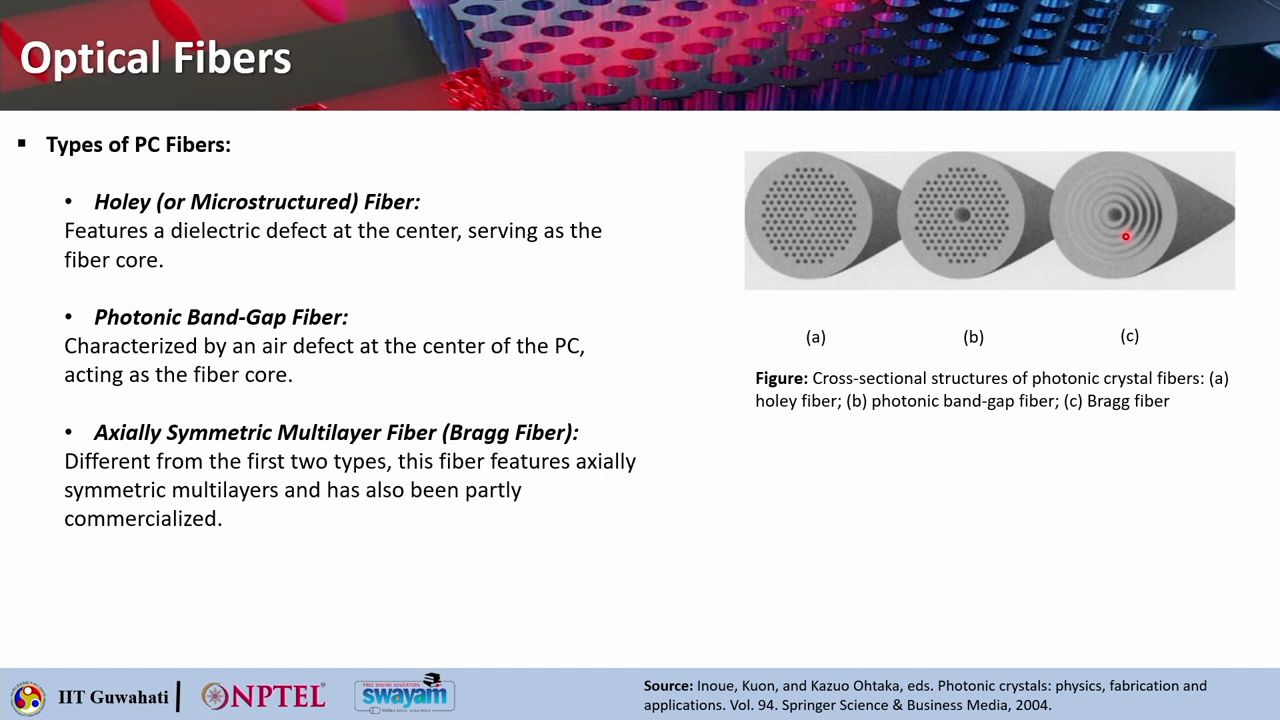 Optical Fibers
▪ Types of PC Fibers:
• Holey (or Microstructured) Fiber:
Features a dielectric defect at the center, serving as the
fiber core.
• Photonic Band-Gap Fiber:
Characterized by an air defect at the center of the PC,
acting as the fiber core.
• Axially Symmetric Multilayer Fiber (Bragg Fiber):
Different from the first two types, this fiber features axially
symmetric multilayers and has also been partly
commercialized.
(a) (b) (c)
Figure: Cross-sectional structures of photonic crystal fibers: (a)
holey fiber; (b) photonic band-gap fiber; (c) Bragg fiber
IIT Guwahati
NPTEL
FREE ONLINE EDUCATION
swayam
Source: Inoue, Kuon, and Kazuo Ohtaka, eds. Photonic crystals: physics, fabrication and
applications. Vol. 94. Springer Science & Business Media, 2004.